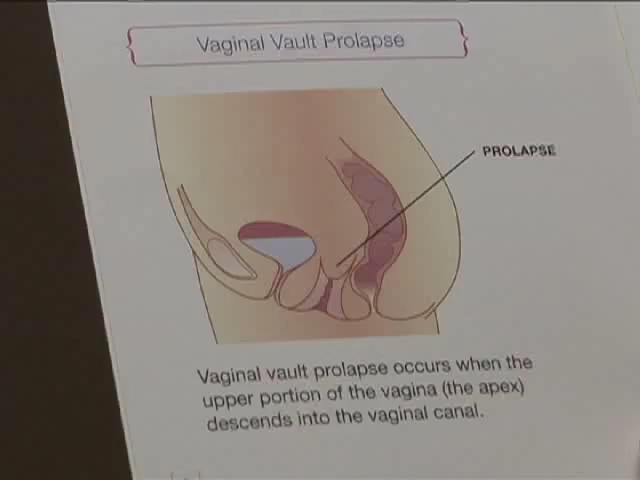 Vaginal Vault Prolapse
PROLAPSE
Vaginal vault prolapse occurs when the
upper portion of the vagina (the apex)
descends into the vaginal canal.